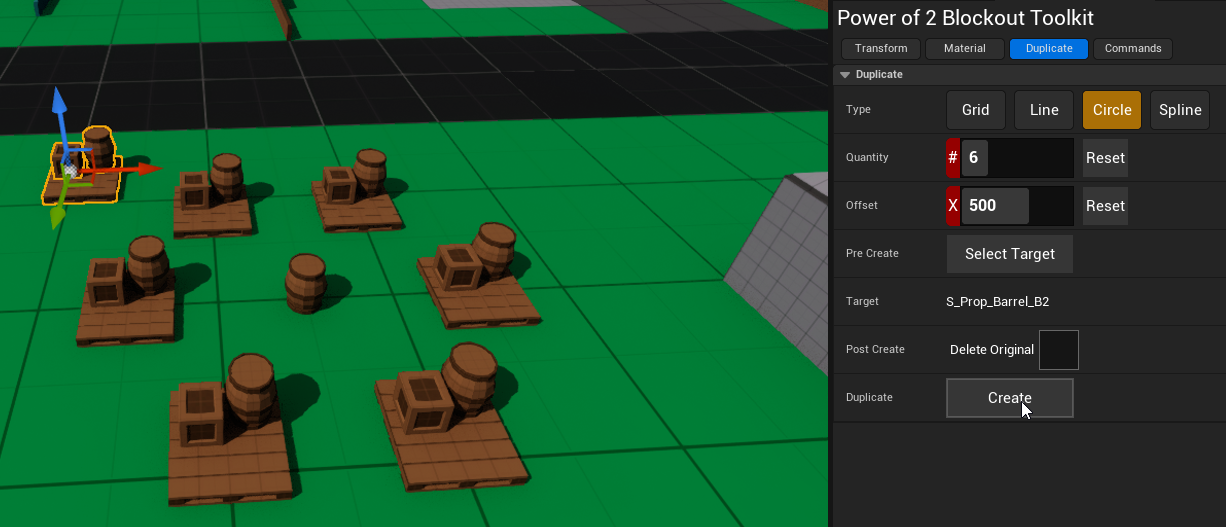 Power of 2 Blockout Toolkit
Transform Material Duplicate Commands
Duplicate
Type Grid Line Circle Spline
Quantity # 6 Reset
Offset X 500 Reset
Pre Create Select Target
Target S_Prop_Barrel_B2
Post Create Delete Original
Duplicate Create